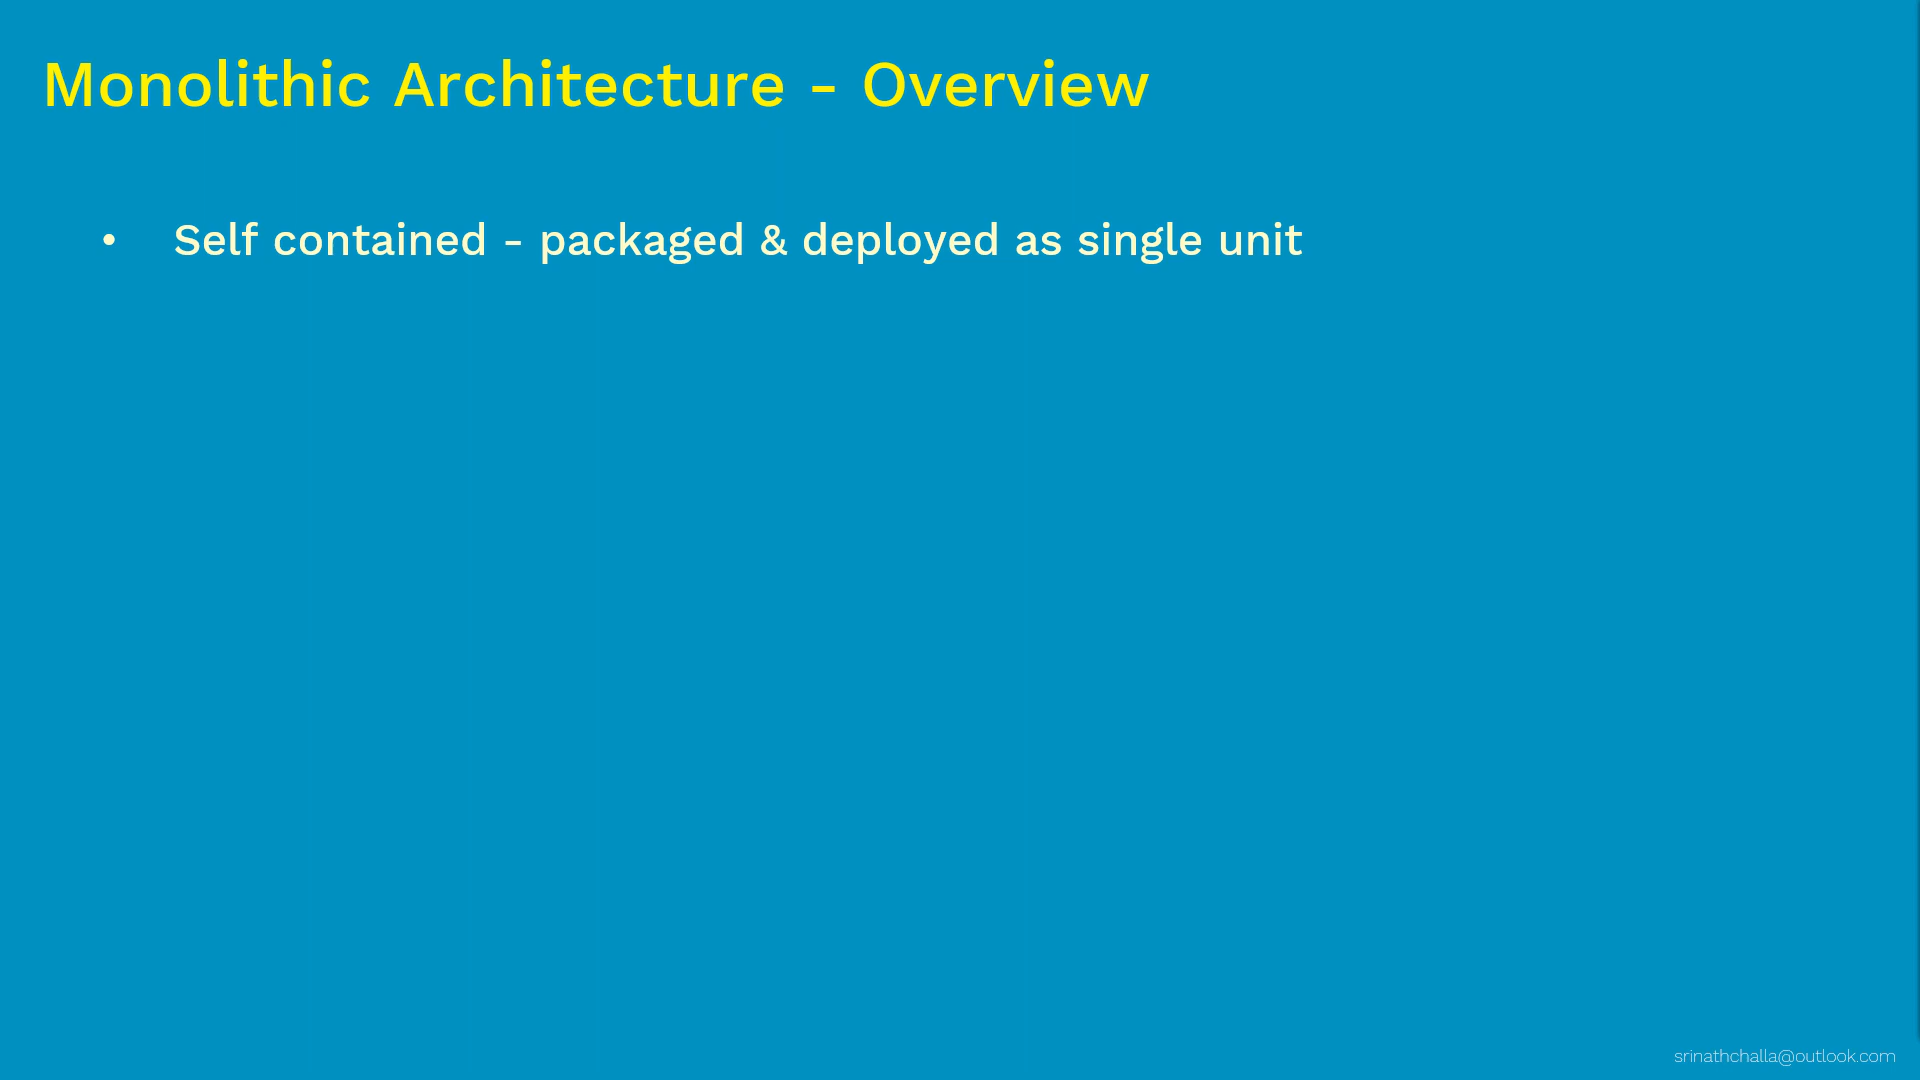 Monolithic Architecture - Overview
• Self contained - packaged & deployed as single unit
srinathchalla@outlook.com